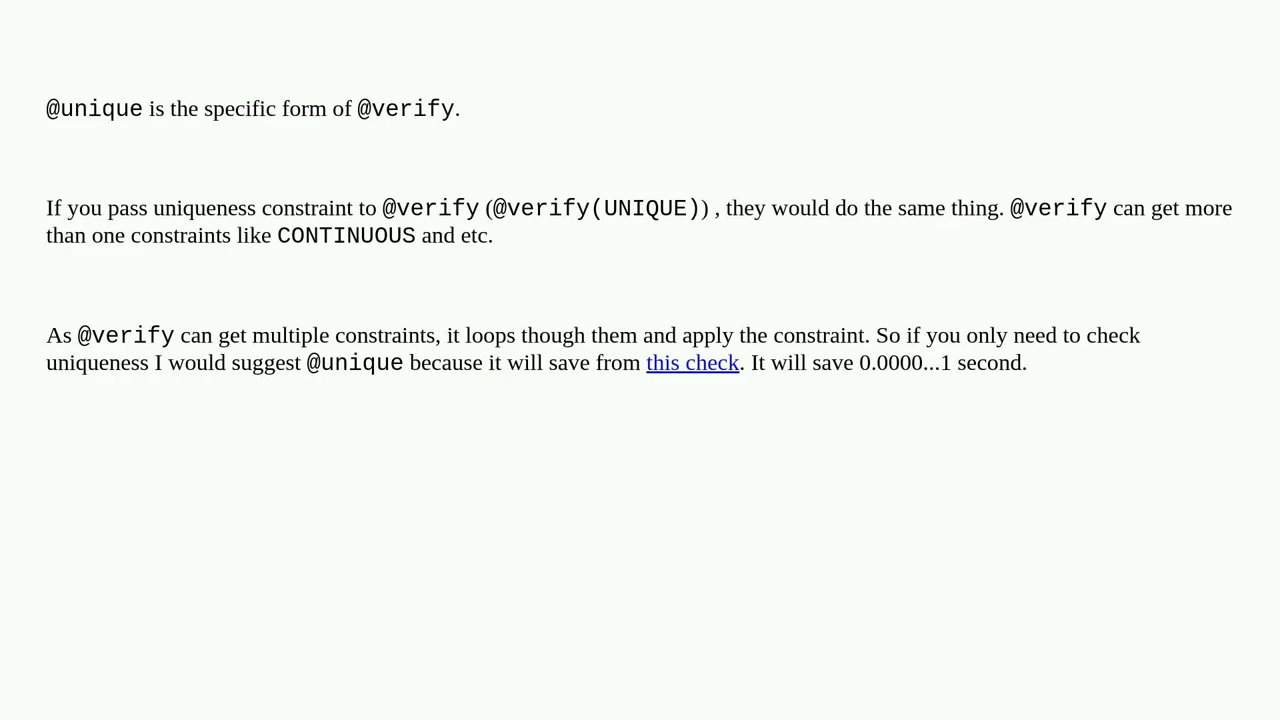 @unique is the specific form of @verify.
If you pass uniqueness constraint to @verify (@verify(UNIQUE)) , they would do the same thing. @verify can get more
than one constraints like CONTINUOUS and etc.
As @verify can get multiple constraints, it loops though them and apply the constraint. So if you only need to check
uniqueness I would suggest @unique because it will save from this check. It will save 0.0000...1 second.